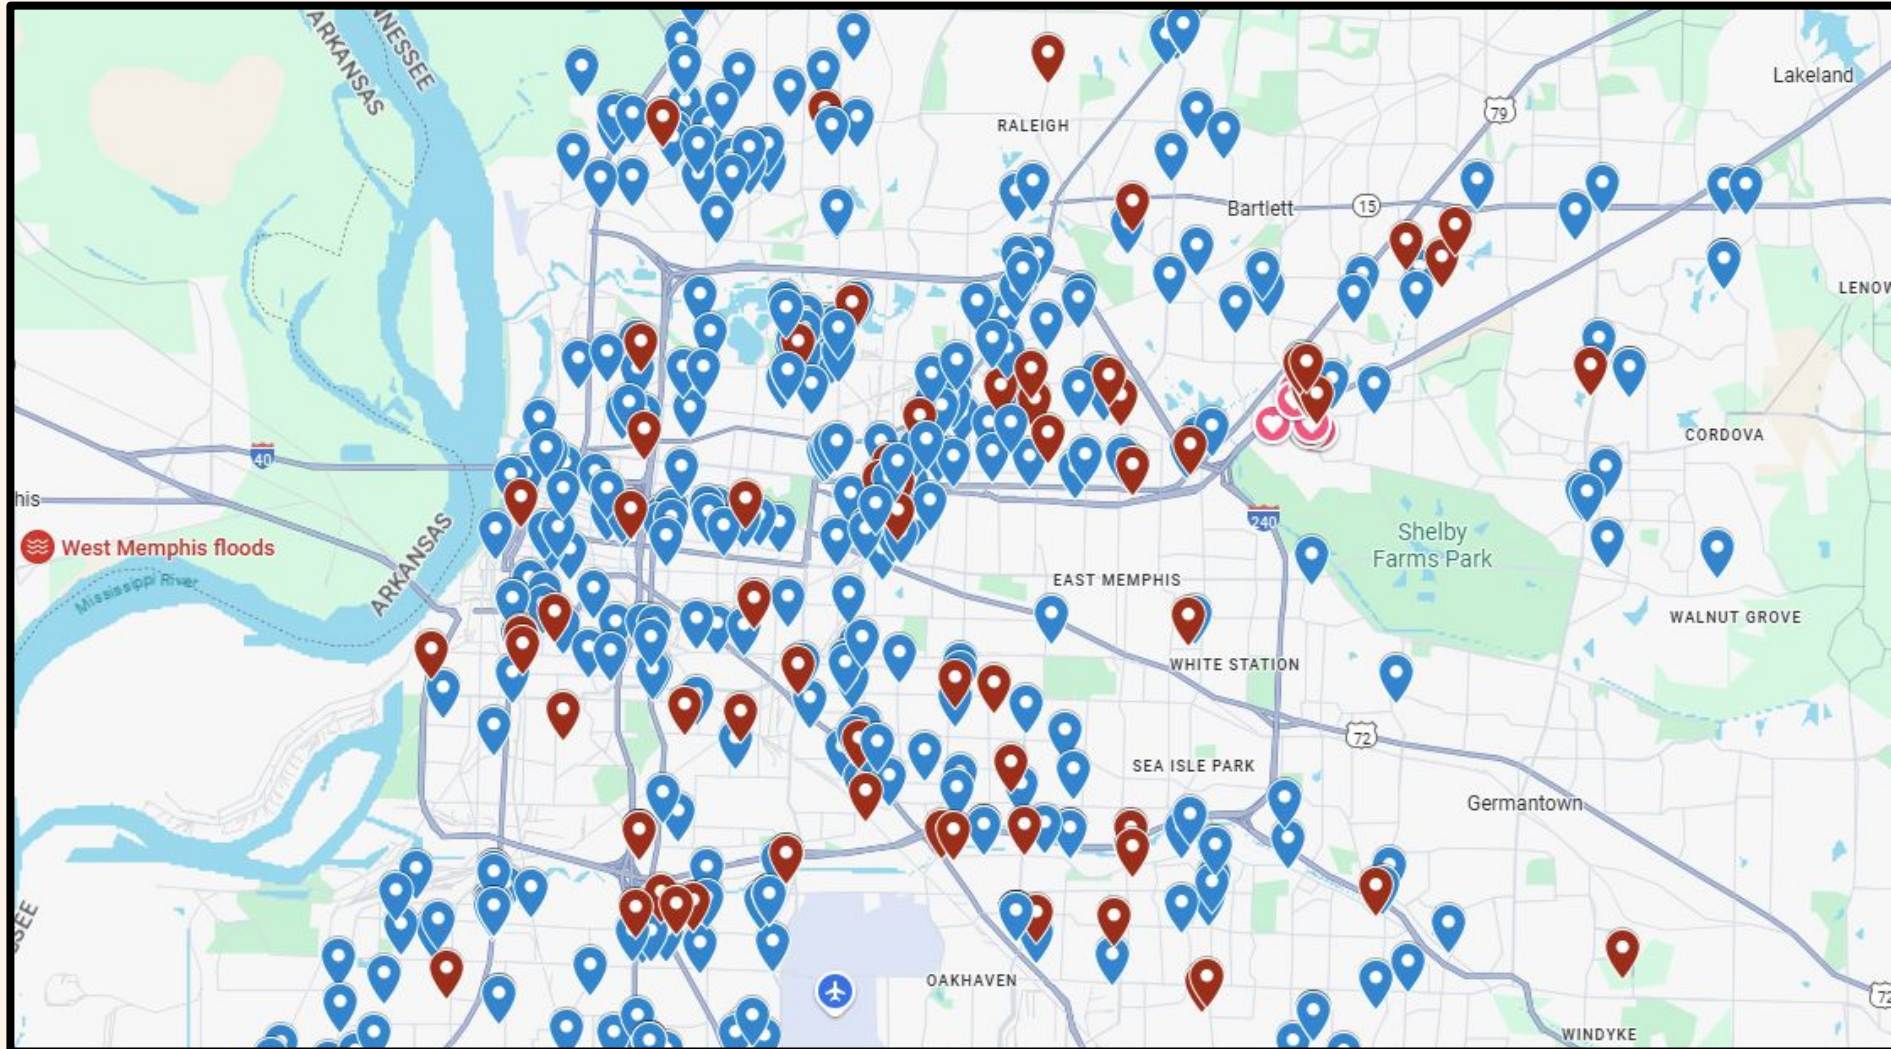 ARKANSAS
NNESSEE
Lakeland
79
RALEIGH
Bartlett
15
LENOW
40
CORDOVA
his
240
West Memphis floods
ARKANSAS
Mississippi River
Shelby
Farms Park
EAST MEMPHIS
WALNUT GROVE
WHITE STATION
72
SEA ISLE PARK
Germantown
SEE
OAKHAVEN
72
WINDYKE